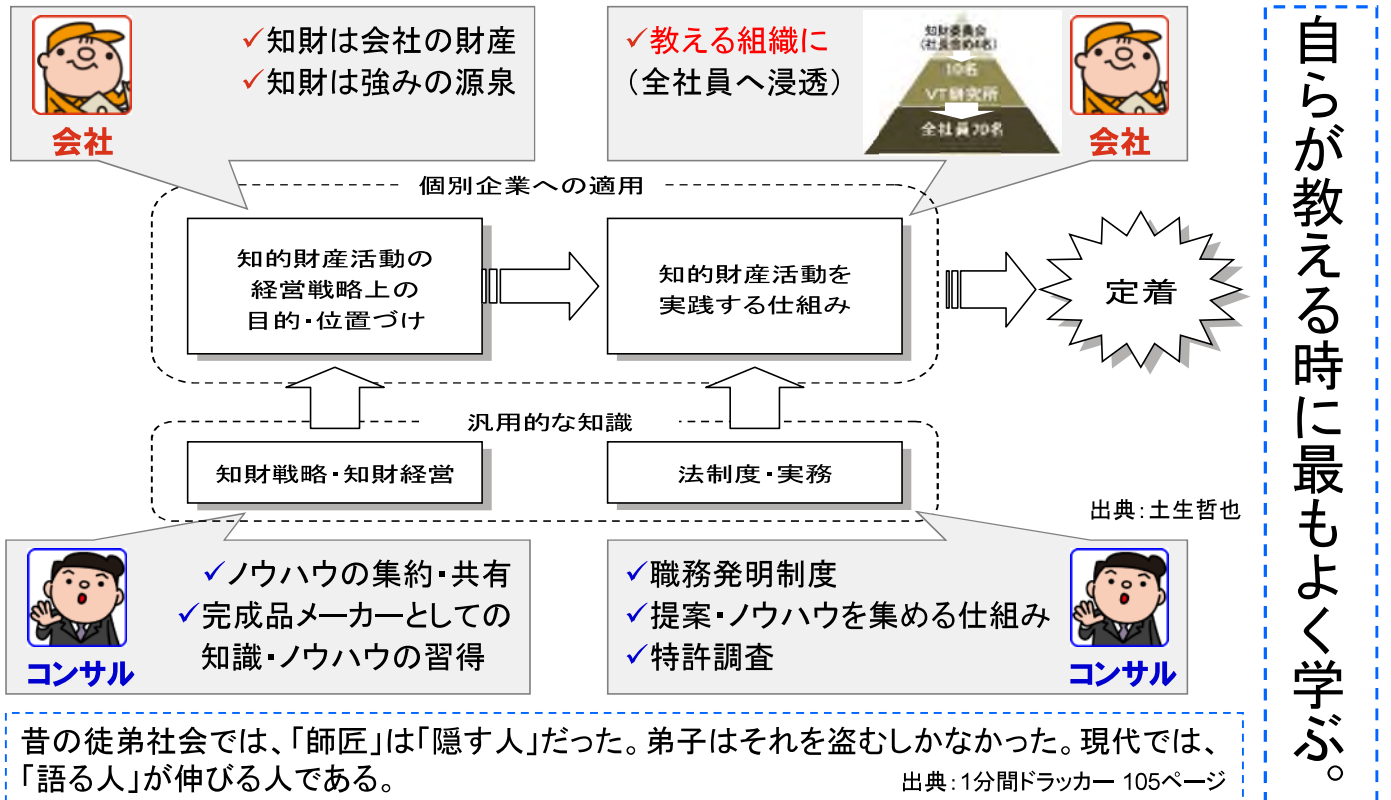 ✓知財は会社の財産
✓知財は強みの源泉
会社
✓教える組織に
(全社員へ浸透)
知財委員会
(社長含め4名)
10名
VT研究所
全社員70名
会社
個別企業への適用
知的財産活動の
経営戦略上の
目的・位置づけ
知的財産活動を
実践する仕組み
定着
汎用的な知識
知財戦略・知財経営
法制度・実務
出典:土生哲也
✓ノウハウの集約・共有
✓完成品メーカーとしての
知識・ノウハウの習得
コンサル
✓職務発明制度
✓提案・ノウハウを集める仕組み
✓特許調査
コンサル
昔の徒弟社会では、「師匠」は「隠す人」だった。弟子はそれを盗むしかなかった。現代では、
「語る人」が伸びる人である。
出典:1分間ドラッカー 105ページ
自らが教える時に最もよく学ぶ。